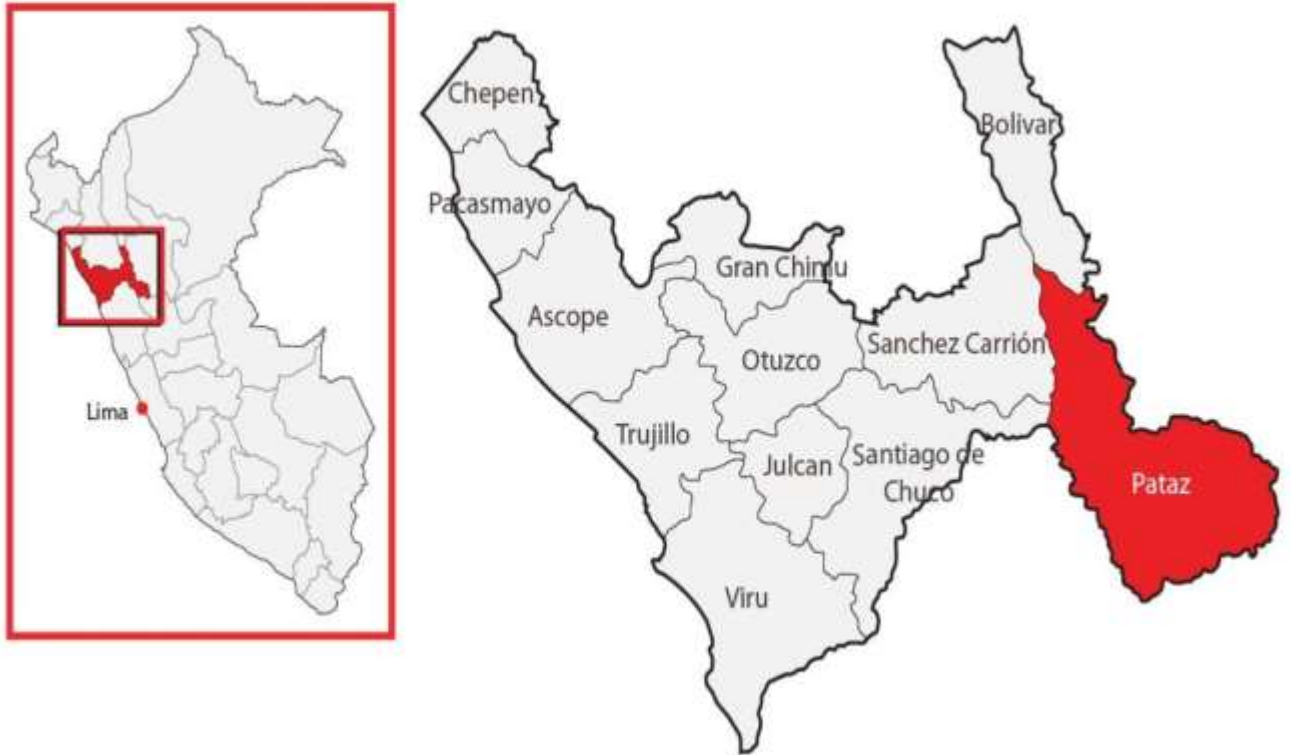 Lima
Chepen
Bolivar
Pacasmayo
Gran Chimu
Ascope
Otuzco
Sanchez Carrión
Trujillo
Julcan
Santiago de
Chuco
Pataz
Viru